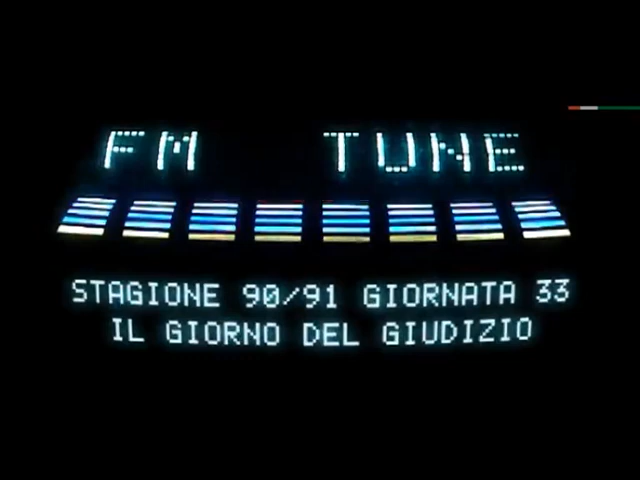 FM TUNE
STAGIONE 90/91 GIORNATA 33
IL GIORNO DEL GIUDIZIO